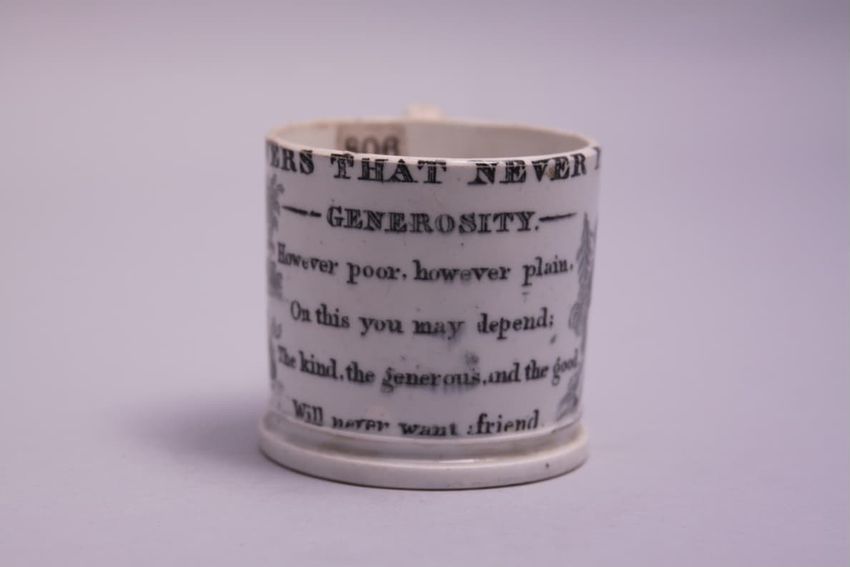 806
THAT NEVER
GENEROSITY.
However poor, however plain,
On this you may depend;
The kind, the generous, and the good
Will never want friend